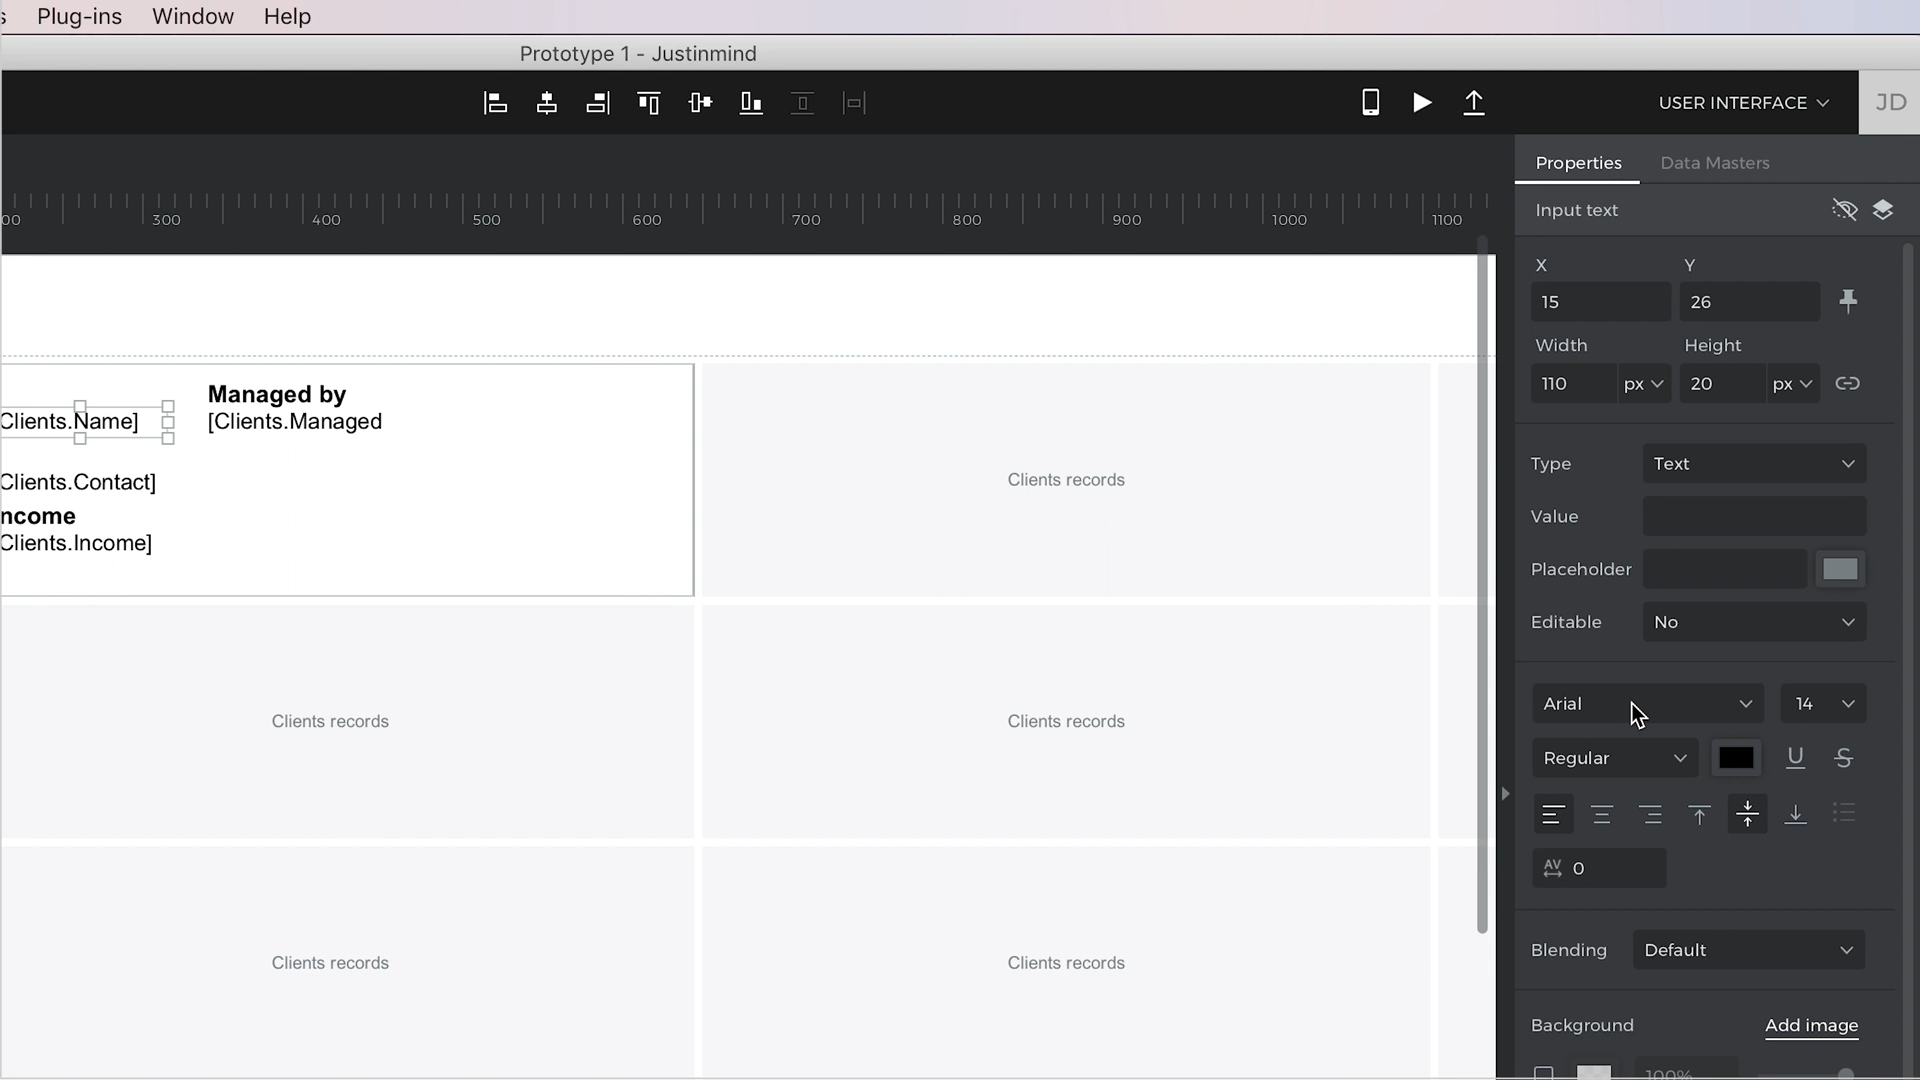 Plug-ins Window Help
Prototype 1 - Justinmind
USER INTERFACE JD
Properties Data Masters
300 400 500 600 700 800 900 1000 1100
Input text
X Y
15 26
Width Height
110 px 20 px
Managed by
Clients.Name] [Clients.Managed
Clients.Contact]
ncome
Clients.Income]
Clients records
Clients records
Clients records
Clients records
Clients records
Type Text
Value
Placeholder
Editable No
Arial 14
Regular U S
AV 0
Blending Default
Background Add image
100%